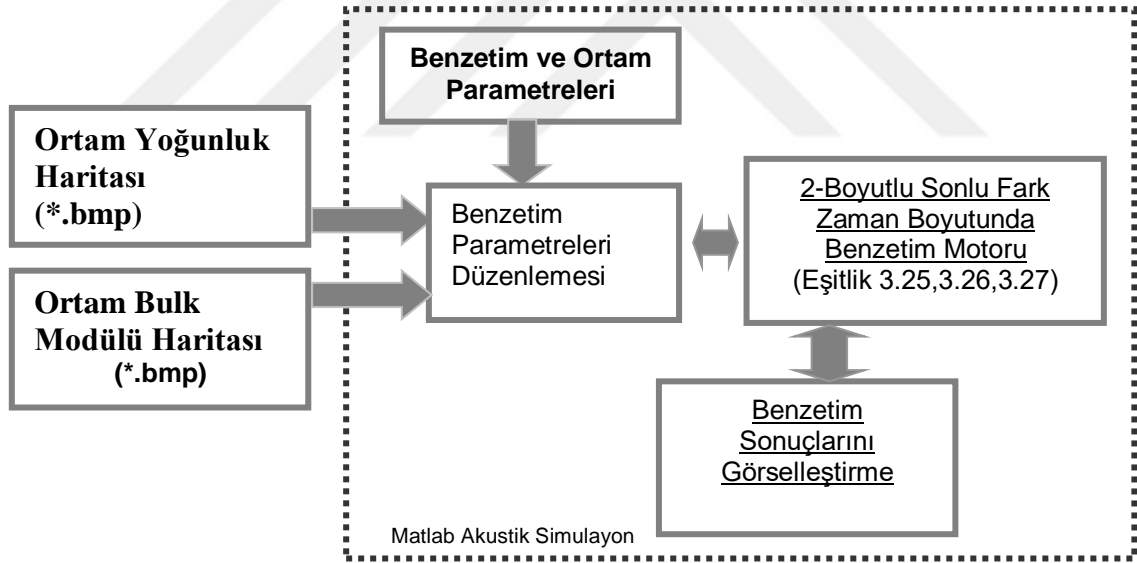 Benzetim ve Ortam
Parametreleri
Ortam Yoğunluk
Haritası
(*.bmp)
Benzetim
Parametreleri
Düzenlemesi
2-Boyutlu Sonlu Fark
Zaman Boyutunda
Benzetim Motoru
(Eşitlik 3.25,3.26,3.27)
Ortam Bulk
Modülü Haritası
(*.bmp)
Benzetim
Sonuçlarını
Görselleştirme
Matlab Akustik Simulayon